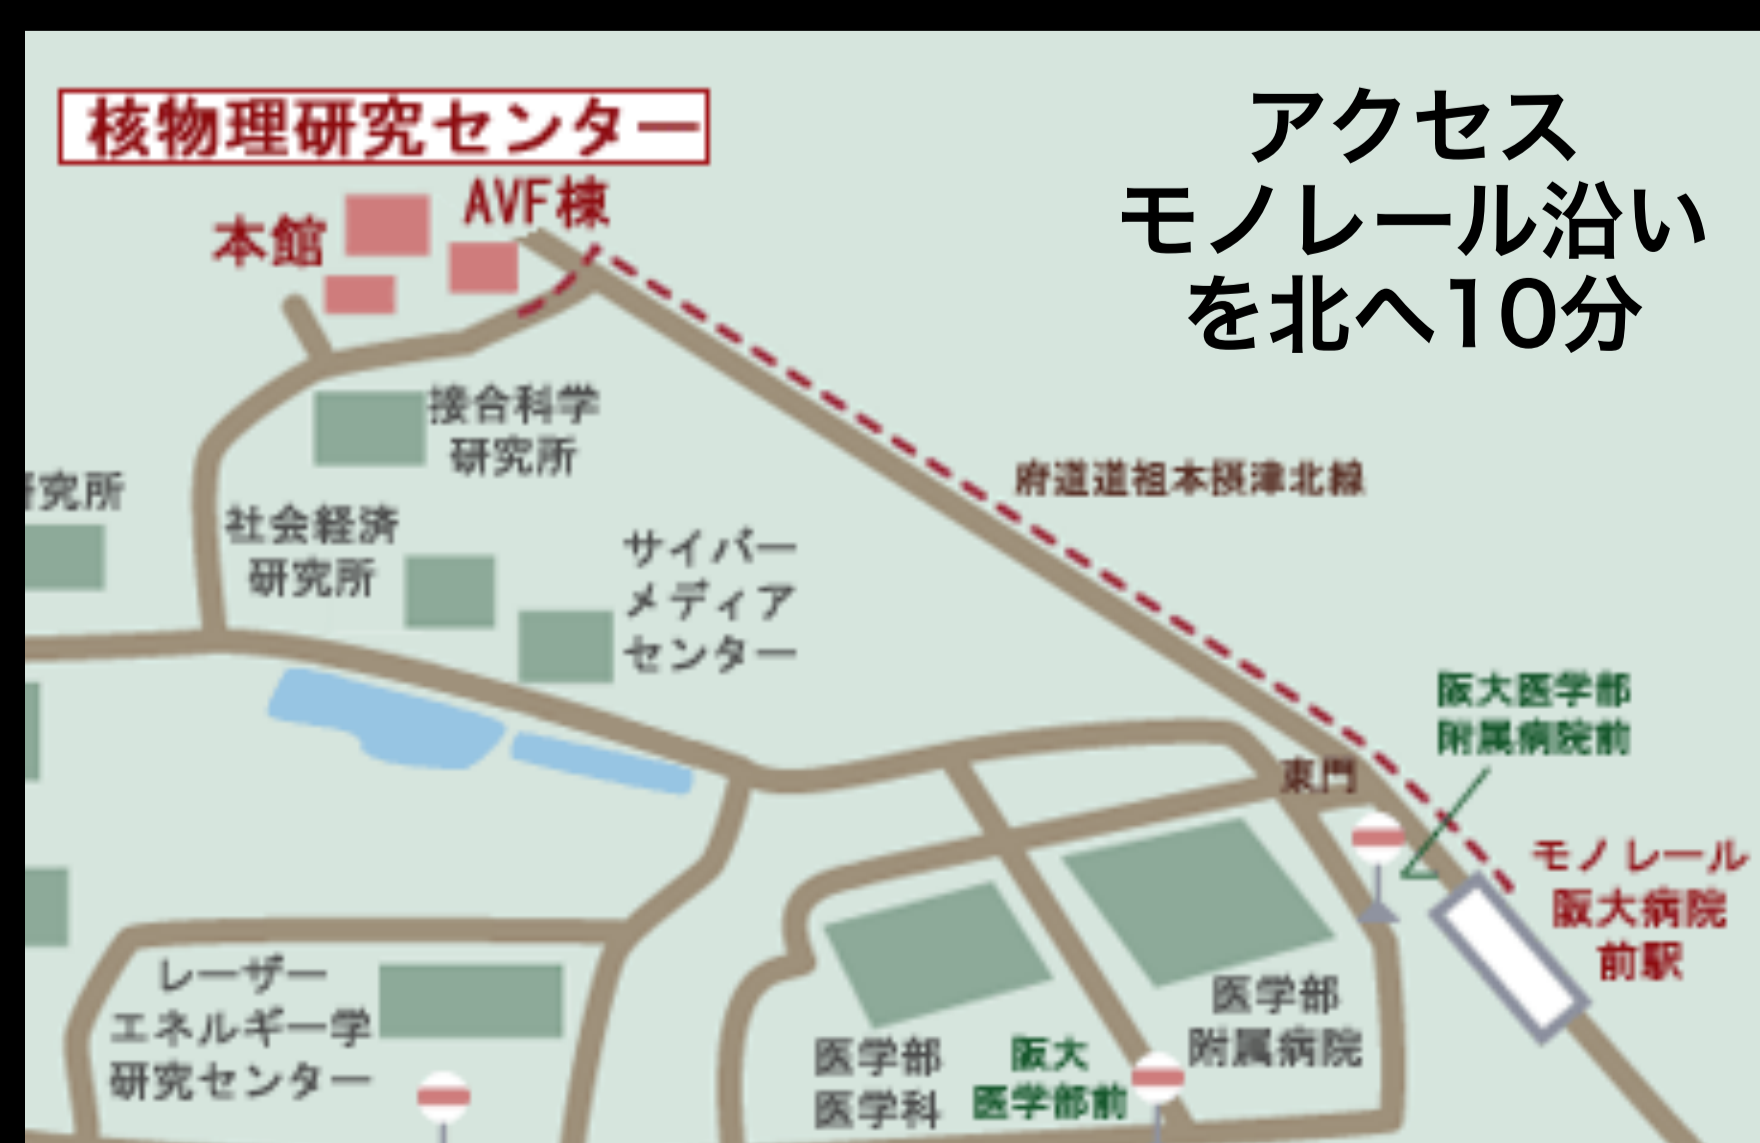 核物理研究センター
アクセス
モノレール沿い
を北へ10分
AVF棟
本館
接合科学
研究所
府道道祖本摂津北線
究所
社会経済
研究所
サイバー
メディア
センター
阪大医学部
附属病院前
東門
モノレール
阪大病院
前駅
レーザー
エネルギー学
研究センター
医学部
附属病院
医学部
医学科
阪大
医学部前